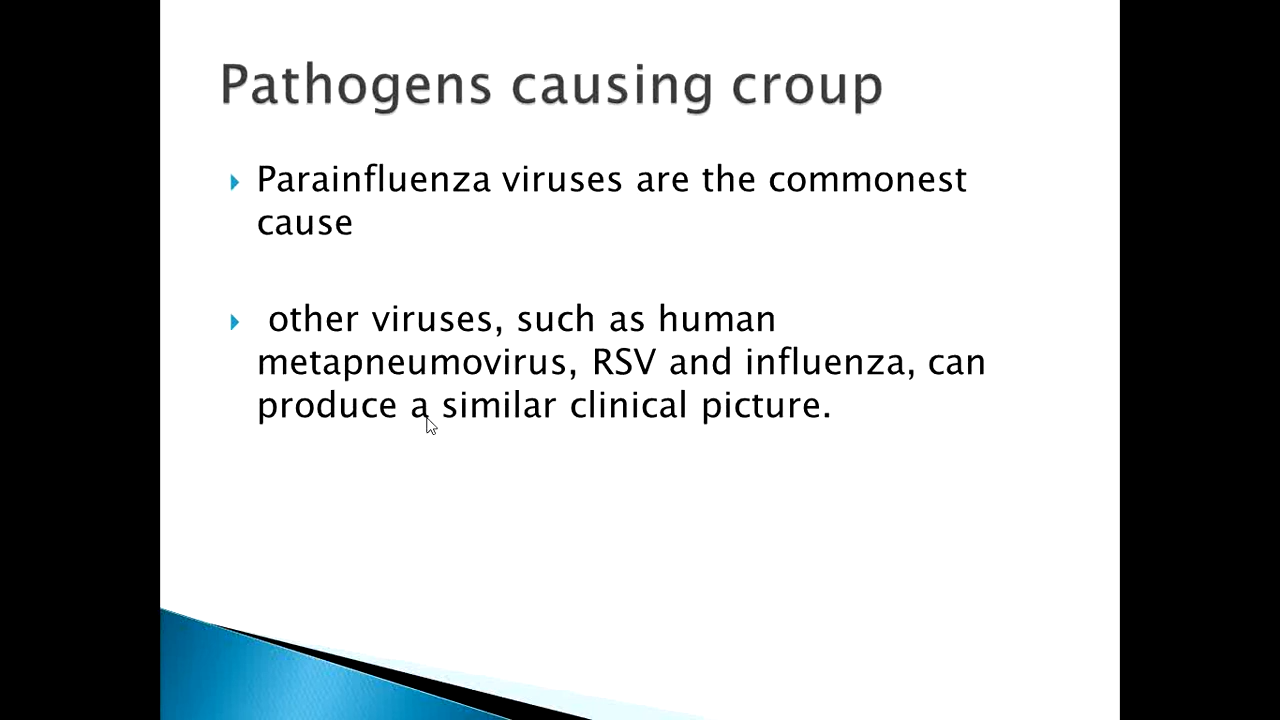 Pathogens causing croup
Parainfluenza viruses are the commonest
cause
other viruses, such as human
metapneumovirus, RSV and influenza, can
produce a similar clinical picture.